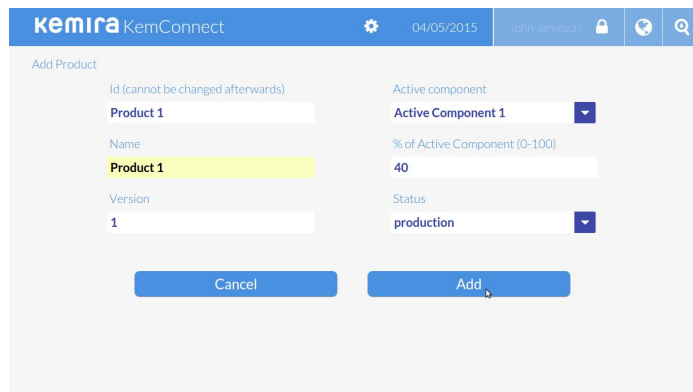 kemira KemConnect 04/05/2015 John Jameson
Add Product
Id (cannot be changed afterwards) Active component
Product 1 Active Component 1
Name % of Active Component (0-100)
Product 1 40
Version Status
1 production
Cancel Add